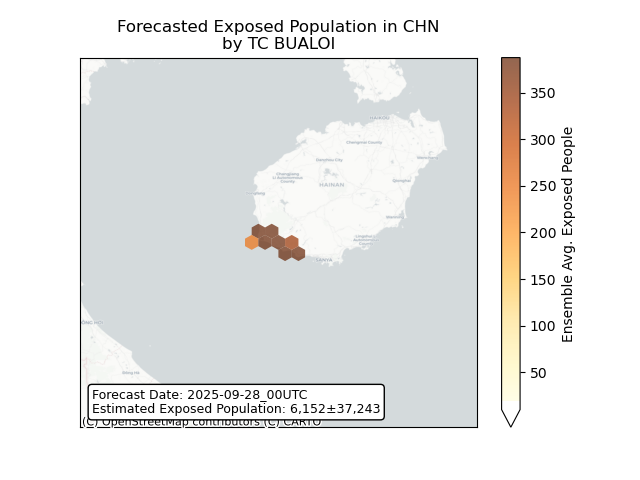 Forecasted Exposed Population in CHN
by TC BUALOI
HAINAN
SANYA
350
300
250
200
150
100
50
Ensemble Avg. Exposed People
Forecast Date: 2025-09-28_00UTC
Estimated Exposed Population: 6,152±37,243
(C) OpenStreetMap contributors (C) CARTO